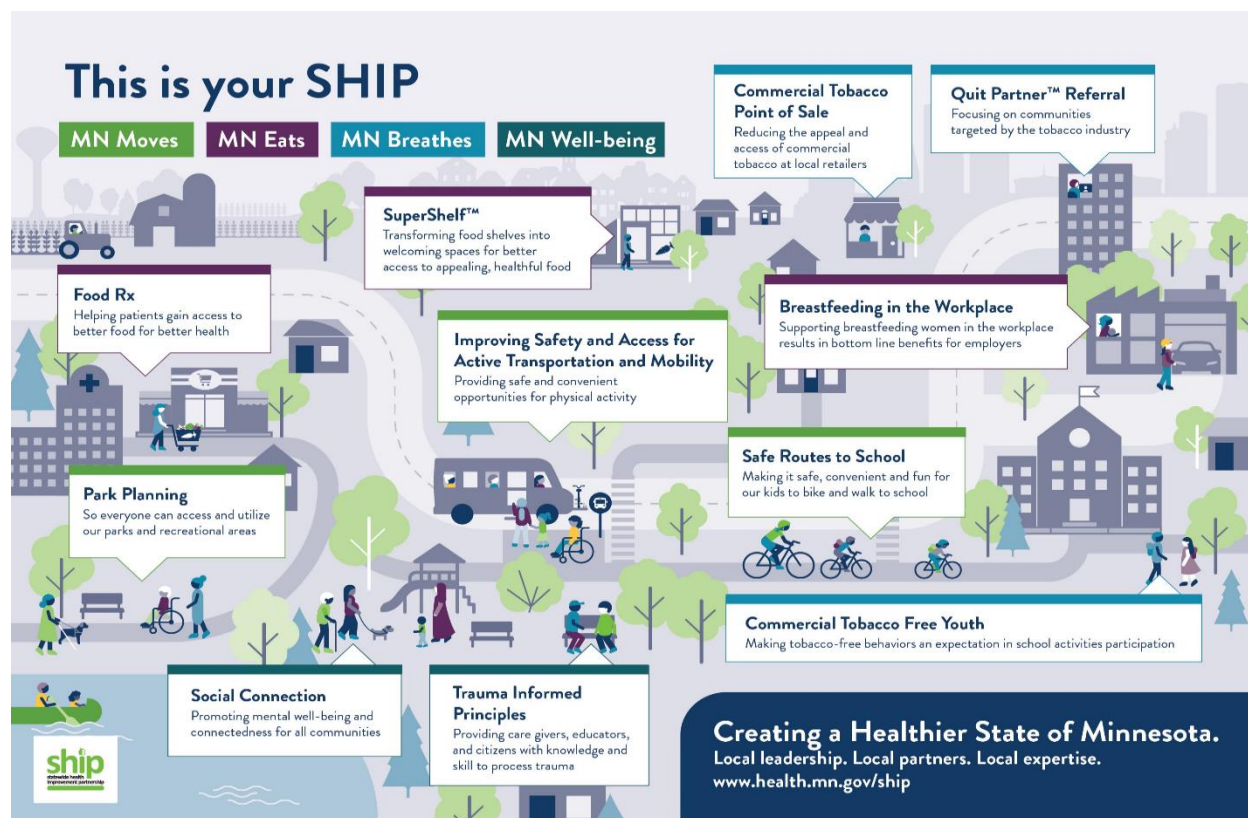 This is your SHIP
MN Moves
MN Eats
MN Breathes
MN Well-being
Commercial Tobacco
Point of Sale
Reducing the appeal and
access of commercial
tobacco at local retailers
Quit Partner™ Referral
Focusing on communities
targeted by the tobacco industry
SuperShelf™
Transforming food shelves into
welcoming spaces for better
access to appealing, healthful food
Food Rx
Helping patients gain access to
better food for better health
Breastfeeding in the Workplace
Supporting breastfeeding women in the workplace
results in bottom line benefits for employers
Improving Safety and Access for
Active Transportation and Mobility
Providing safe and convenient
opportunities for physical activity
Safe Routes to School
Making it safe, convenient and fun for
our kids to bike and walk to school
Park Planning
So everyone can access and utilize
our parks and recreational areas
Commercial Tobacco Free Youth
Making tobacco-free behaviors an expectation in school activities participation
Social Connection
Promoting mental well-being and
connectedness for all communities
Trauma Informed
Principles
Providing care givers, educators,
and citizens with knowledge and
skill to process trauma
Creating a Healthier State of Minnesota.
Local leadership. Local partners. Local expertise.
www.health.mn.gov/ship
ship
statewide health
improvement partnership